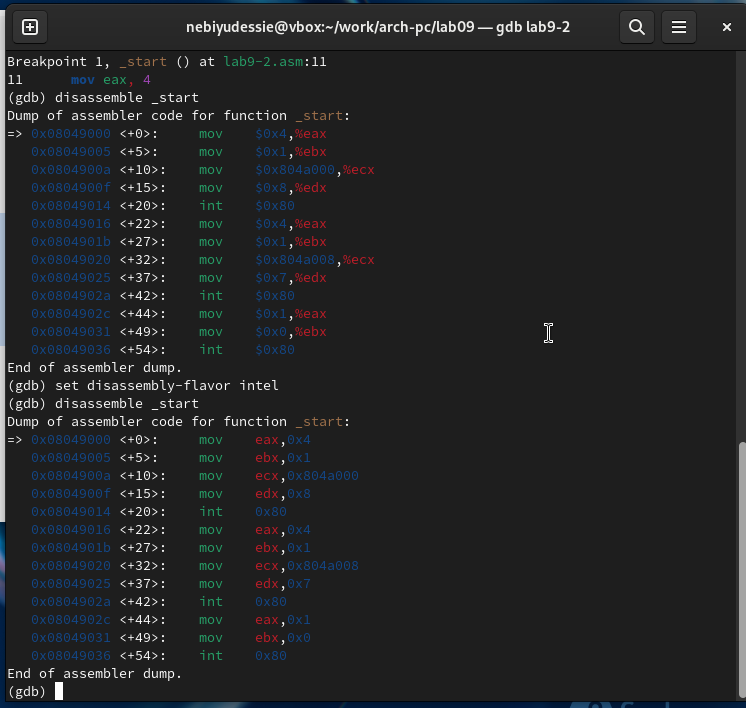 nebiyudessie@vbox:~/work/arch-pc/lab09 — gdb lab9-2
Breakpoint 1, _start () at lab9-2.asm:11
11      mov eax, 4
(gdb) disassemble _start
Dump of assembler code for function _start:
=> 0x08049000 <+0>:     mov    $0x4,%eax
   0x08049005 <+5>:     mov    $0x1,%ebx
   0x0804900a <+10>:    mov    $0x804a000,%ecx
   0x0804900f <+15>:    mov    $0x8,%edx
   0x08049014 <+20>:    int    $0x80
   0x08049016 <+22>:    mov    $0x4,%eax
   0x0804901b <+27>:    mov    $0x1,%ebx
   0x08049020 <+32>:    mov    $0x804a008,%ecx
   0x08049025 <+37>:    mov    $0x7,%edx
   0x0804902a <+42>:    int    $0x80
   0x0804902c <+44>:    mov    $0x1,%eax
   0x08049031 <+49>:    mov    $0x0,%ebx
   0x08049036 <+54>:    int    $0x80
End of assembler dump.
(gdb) set disassembly-flavor intel
(gdb) disassemble _start
Dump of assembler code for function _start:
=> 0x08049000 <+0>:     mov    eax,0x4
   0x08049005 <+5>:     mov    ebx,0x1
   0x0804900a <+10>:    mov    ecx,0x804a000
   0x0804900f <+15>:    mov    edx,0x8
   0x08049014 <+20>:    int    0x80
   0x08049016 <+22>:    mov    eax,0x4
   0x0804901b <+27>:    mov    ebx,0x1
   0x08049020 <+32>:    mov    ecx,0x804a008
   0x08049025 <+37>:    mov    edx,0x7
   0x0804902a <+42>:    int    0x80
   0x0804902c <+44>:    mov    eax,0x1
   0x08049031 <+49>:    mov    ebx,0x0
   0x08049036 <+54>:    int    0x80
End of assembler dump.
(gdb)